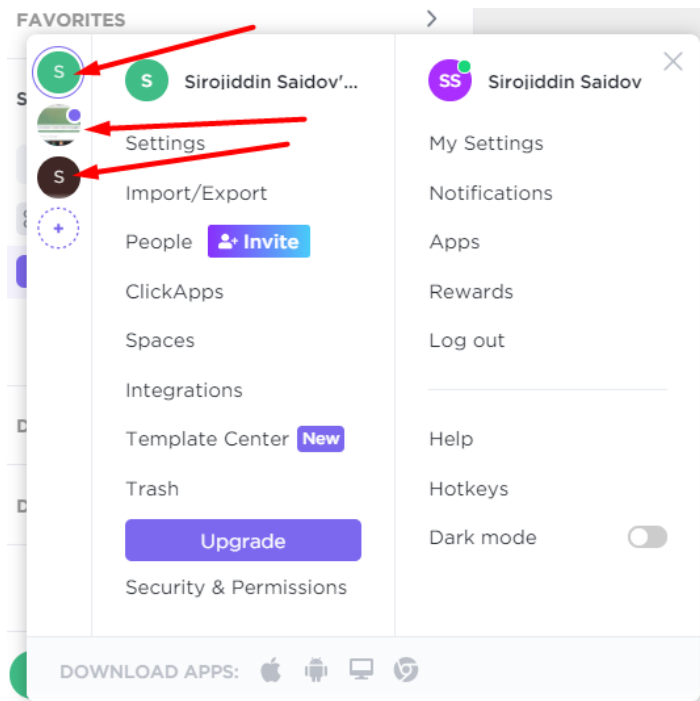 FAVORITES
S
S
Sirojiddin Saidov'...
Settings
Import/Export
People
Invite
ClickApps
Spaces
Integrations
Template Center New
Trash
Upgrade
Security & Permissions
S
SS
Sirojiddin Saidov
My Settings
Notifications
Apps
Rewards
Log out
Help
Hotkeys
Dark mode
DOWNLOAD APPS: